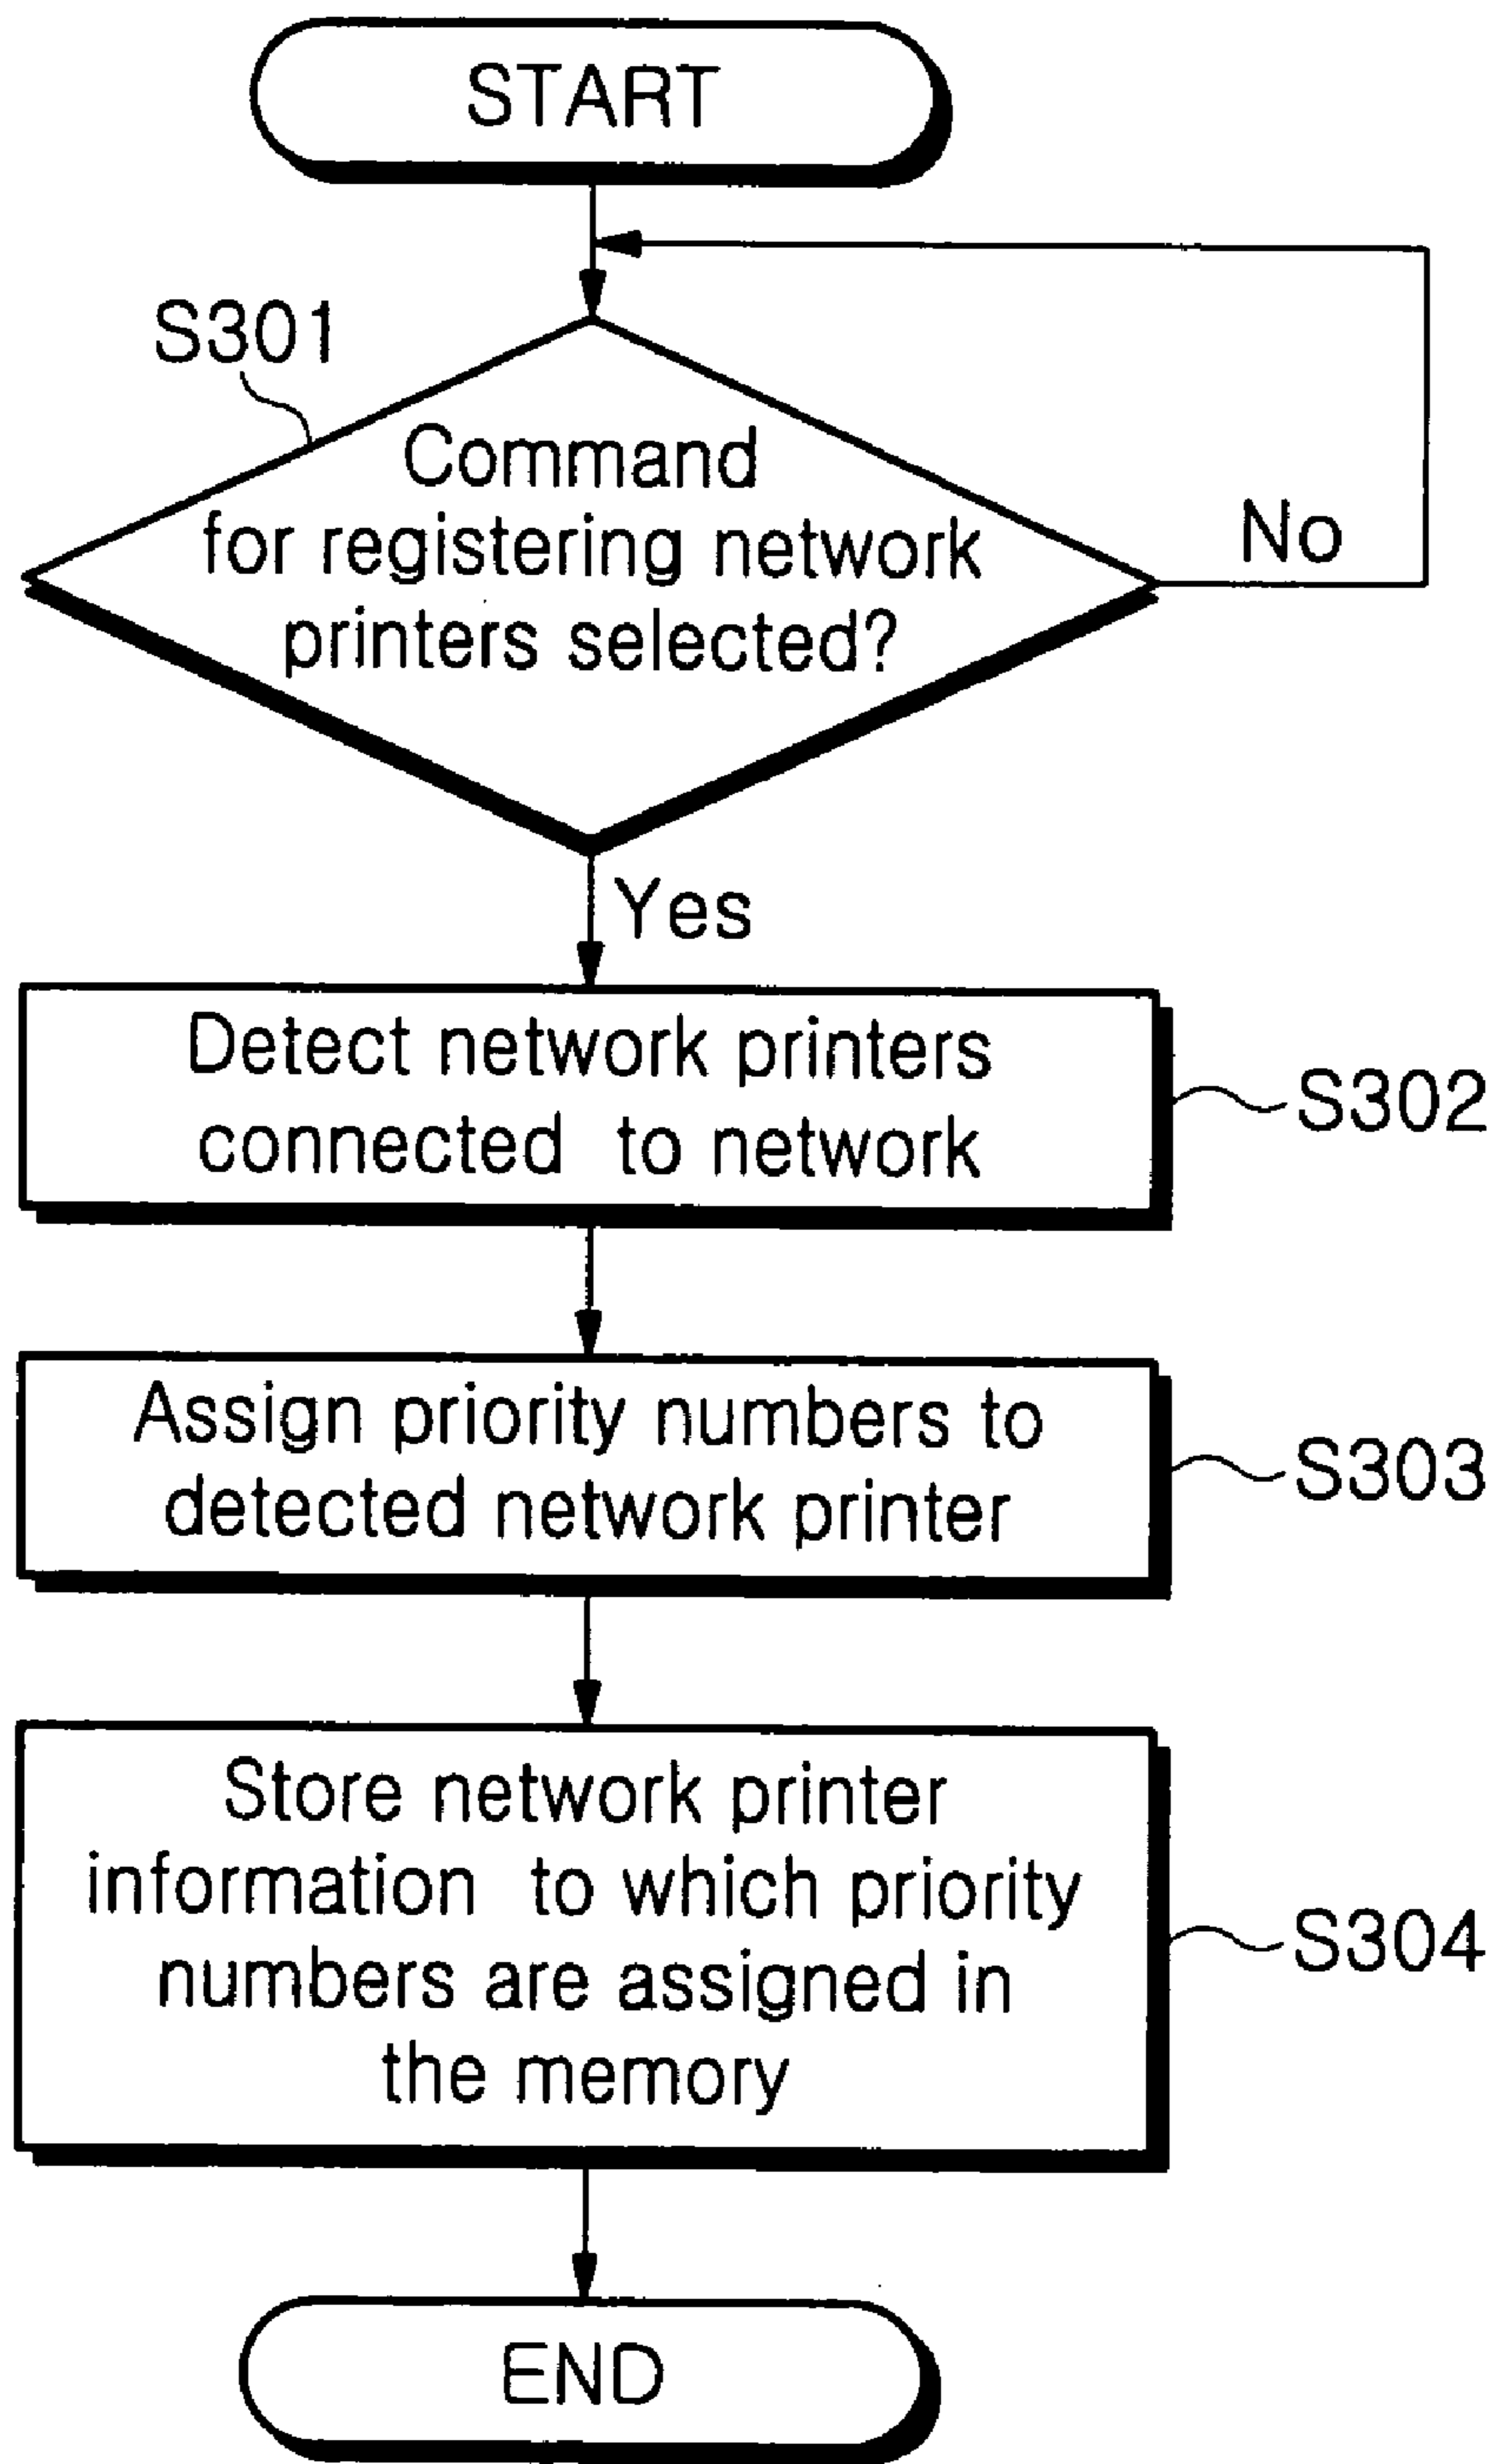 START
S301
Command
for registering network
printers selected?
No
Yes
Detect network printers
connected to network
S302
Assign priority numbers to
detected network printer
S303
Store network printer
information to which priority
numbers are assigned in
the memory
S304
END